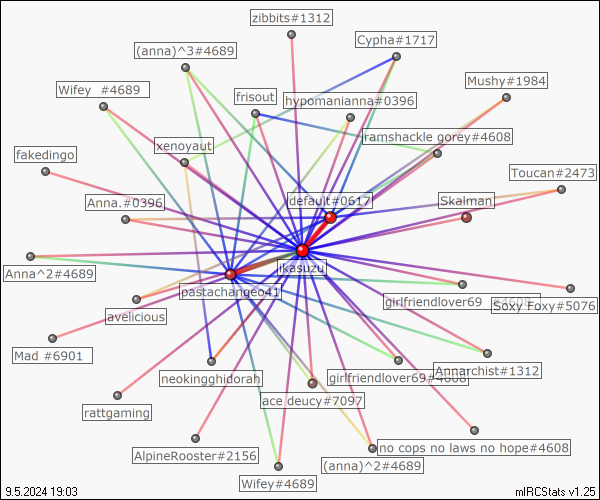 zibbits#1312
Cypha#1717
(anna)^3#4689
Mushy#1984
Wifey #4689
frisout
hypomanianna#0396
ramshackle gorey#4608
xenoyaut
fakedingo
Toucan#2473
default#0617
Skalman
Anna.#0396
ikasuzu
Anna^2#4689
pastachangeo41
girlfriendlover69 #4608
Soxy.Foxy#5076
avelicious
Mad #6901
Annarchist#1312
neokingghidorah
girlfriendlover69#4608
ace.deucy#7097
rattgaming
no cops no laws no hope#4608
AlpineRooster#2156
(anna)^2#4689
Wifey#4689
9.5.2024 19:03
mIRCStats v1.25